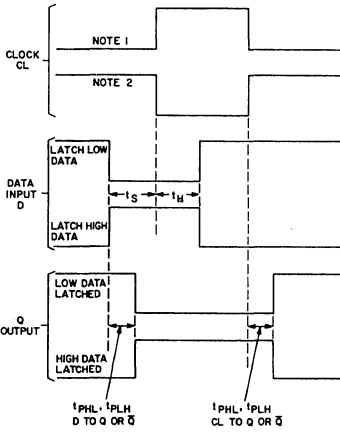 NOTE 1
CLOCK
CL
NOTE 2
LATCH LOW
DATA
DATA
INPUT
D
tS
tH
LATCH HIGH
DATA
LOW DATA
LATCHED
Q
OUTPUT
HIGH DATA
LATCHED
tPHL, tPLH
D TO Q OR Q̅
tPHL, tPLH
CL TO Q OR Q̅